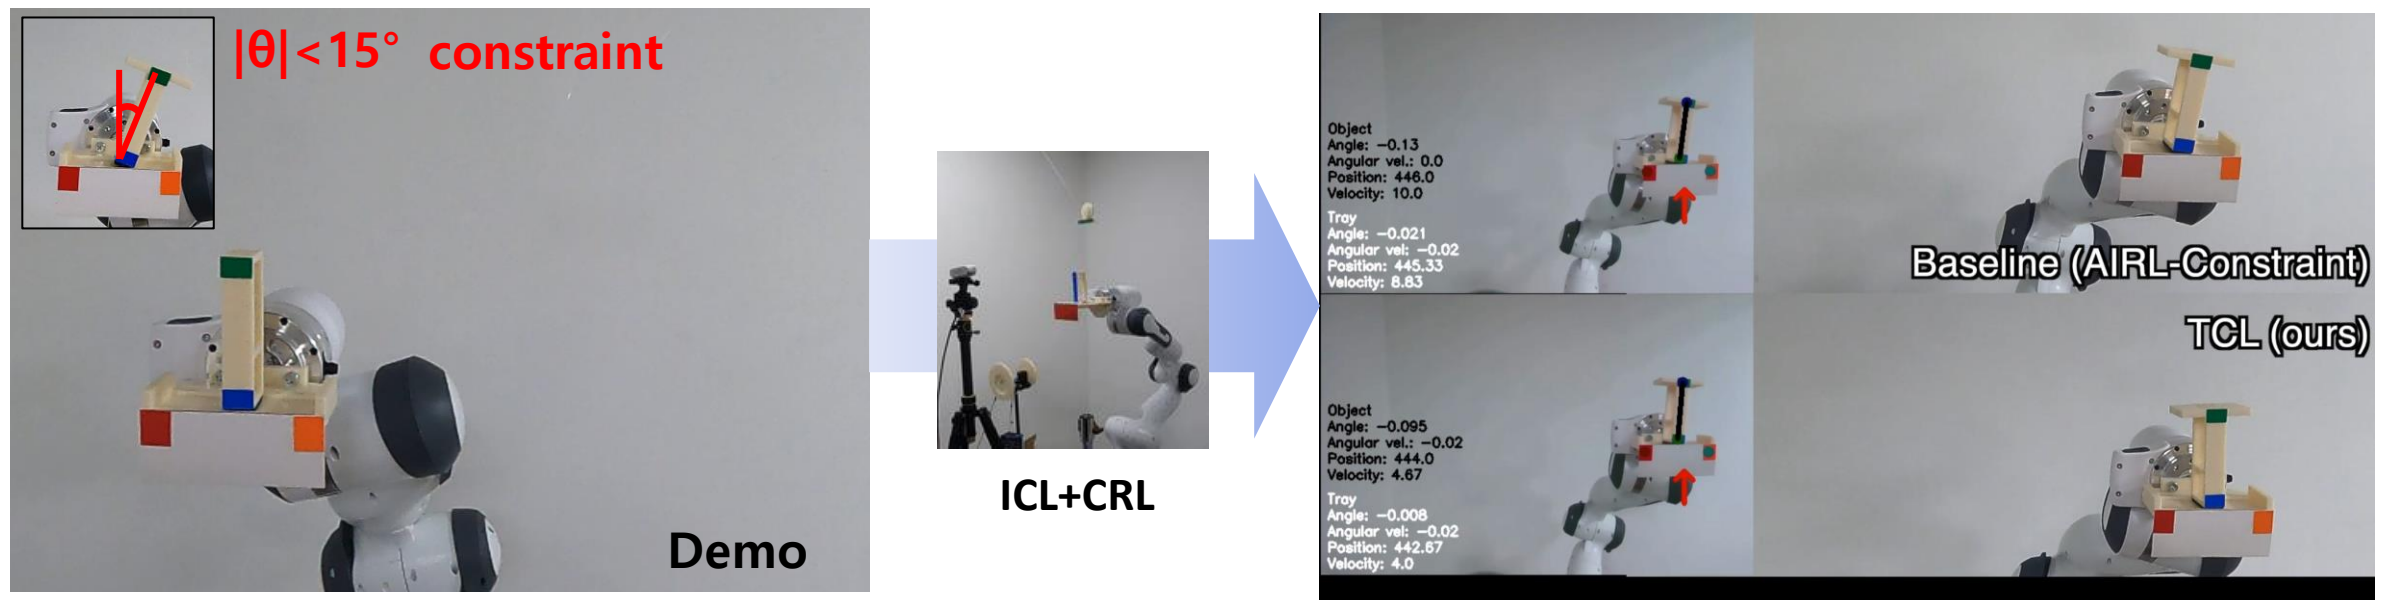 |θ|<15° constraint
Demo
ICL+CRL
Object
Angle: −0.13
Angular vel.: 0.0
Position: 446.0
Velocity: 10.0
Tray
Angle: −0.021
Angular vel: −0.02
Position: 445.33
Velocity: 8.83
Baseline (AIRL-Constraint)
TCL (ours)
Object
Angle: −0.095
Angular vel.: −0.02
Position: 444.0
Velocity: 4.67
Tray
Angle: −0.008
Angular vel: −0.02
Position: 442.67
Velocity: 4.0